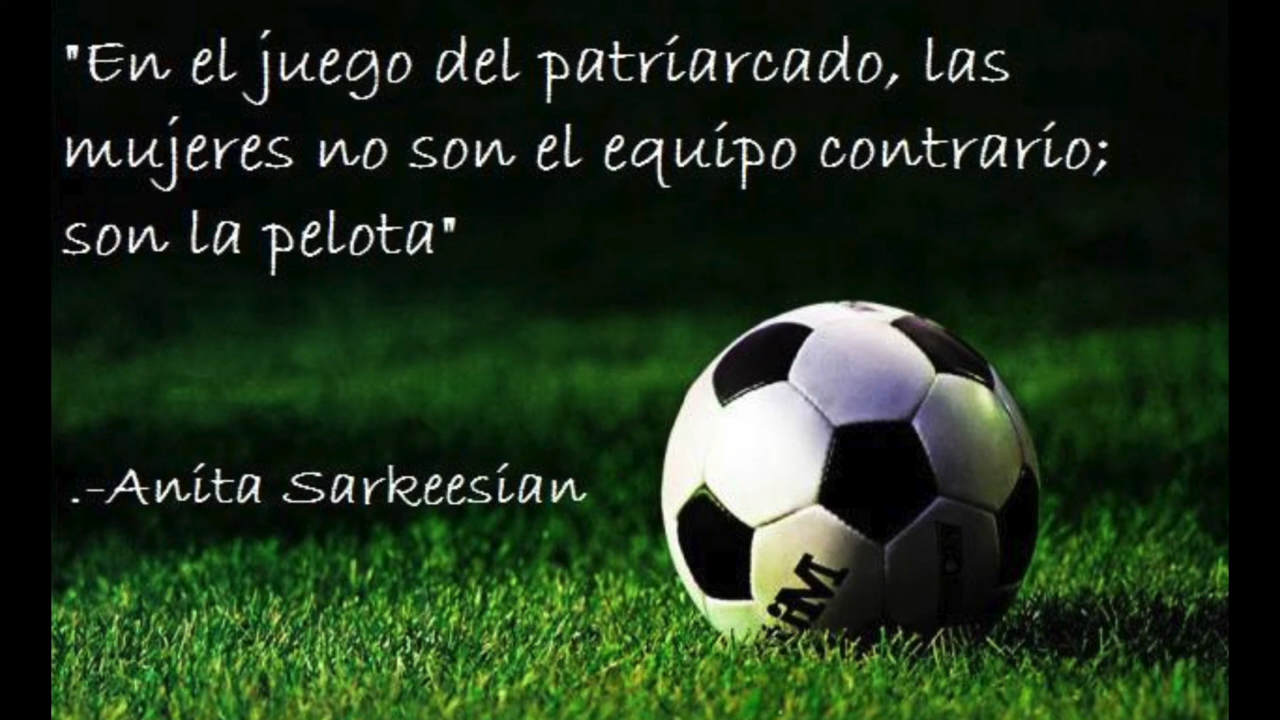 "En el juego del patriarcado, las
mujeres no son el equipo contrario;
son la pelota"
.-Anita Sarkeesian